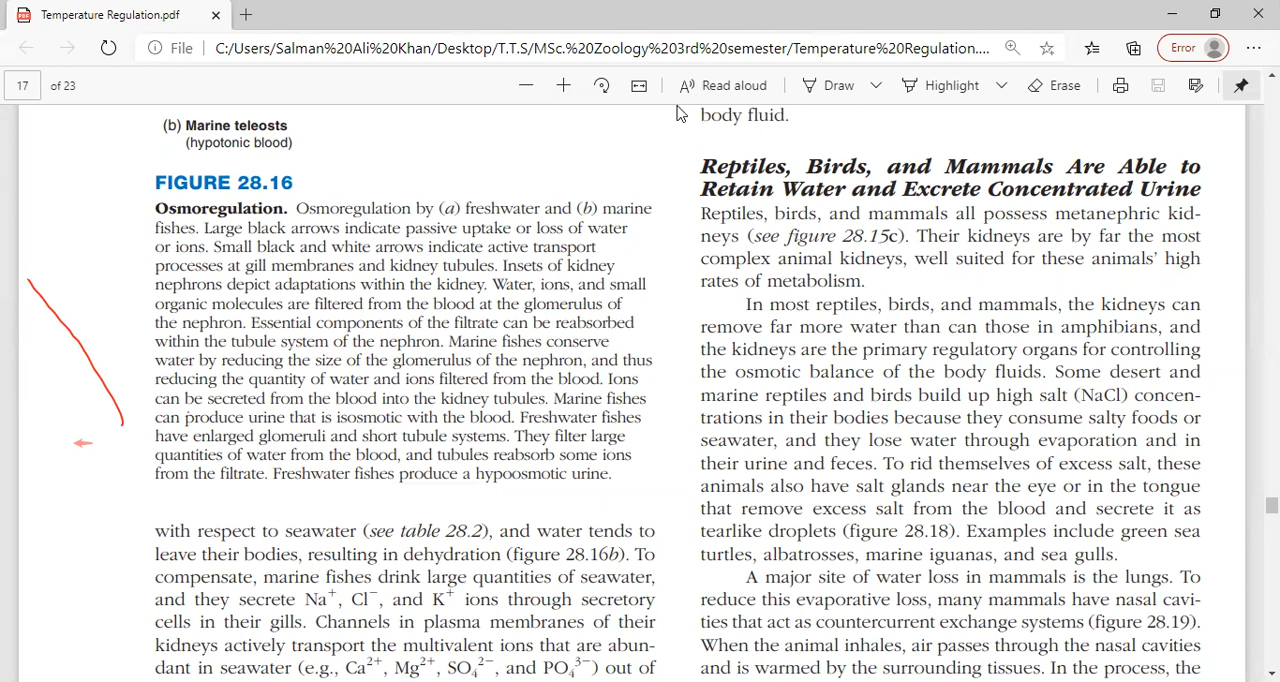 Temperature Regulation.pdf
File C:/Users/Salman%20Ali%20Khan/Desktop/T.T.S/MSc.%20Zoology%203rd%20semester/Temperature%20Regulation.... Error
17 of 23 Read aloud Draw Highlight Erase
(b) Marine teleosts
(hypotonic blood)
FIGURE 28.16
Osmoregulation. Osmoregulation by (a) freshwater and (b) marine
fishes. Large black arrows indicate passive uptake or loss of water
or ions. Small black and white arrows indicate active transport
processes at gill membranes and kidney tubules. Insets of kidney
nephrons depict adaptations within the kidney. Water, ions, and small
organic molecules are filtered from the blood at the glomerulus of
the nephron. Essential components of the filtrate can be reabsorbed
within the tubule system of the nephron. Marine fishes conserve
water by reducing the size of the glomerulus of the nephron, and thus
reducing the quantity of water and ions filtered from the blood. Ions
can be secreted from the blood into the kidney tubules. Marine fishes
can produce urine that is isosmotic with the blood. Freshwater fishes
have enlarged glomeruli and short tubule systems. They filter large
quantities of water from the blood, and tubules reabsorb some ions
from the filtrate. Freshwater fishes produce a hypoosmotic urine.
with respect to seawater (see table 28.2), and water tends to
leave their bodies, resulting in dehydration (figure 28.16b). To
compensate, marine fishes drink large quantities of seawater,
and they secrete Na⁺, Cl⁻, and K⁺ ions through secretory
cells in their gills. Channels in plasma membranes of their
kidneys actively transport the multivalent ions that are abun-
dant in seawater (e.g., Ca²⁺, Mg²⁺, SO₄²⁻, and PO₄³⁻) out of
body fluid.
Reptiles, Birds, and Mammals Are Able to
Retain Water and Excrete Concentrated Urine
Reptiles, birds, and mammals all possess metanephric kid-
neys (see figure 28.15c). Their kidneys are by far the most
complex animal kidneys, well suited for these animals' high
rates of metabolism.
In most reptiles, birds, and mammals, the kidneys can
remove far more water than can those in amphibians, and
the kidneys are the primary regulatory organs for controlling
the osmotic balance of the body fluids. Some desert and
marine reptiles and birds build up high salt (NaCl) concen-
trations in their bodies because they consume salty foods or
seawater, and they lose water through evaporation and in
their urine and feces. To rid themselves of excess salt, these
animals also have salt glands near the eye or in the tongue
that remove excess salt from the blood and secrete it as
tearlike droplets (figure 28.18). Examples include green sea
turtles, albatrosses, marine iguanas, and sea gulls.
A major site of water loss in mammals is the lungs. To
reduce this evaporative loss, many mammals have nasal cavi-
ties that act as countercurrent exchange systems (figure 28.19).
When the animal inhales, air passes through the nasal cavities
and is warmed by the surrounding tissues. In the process, the